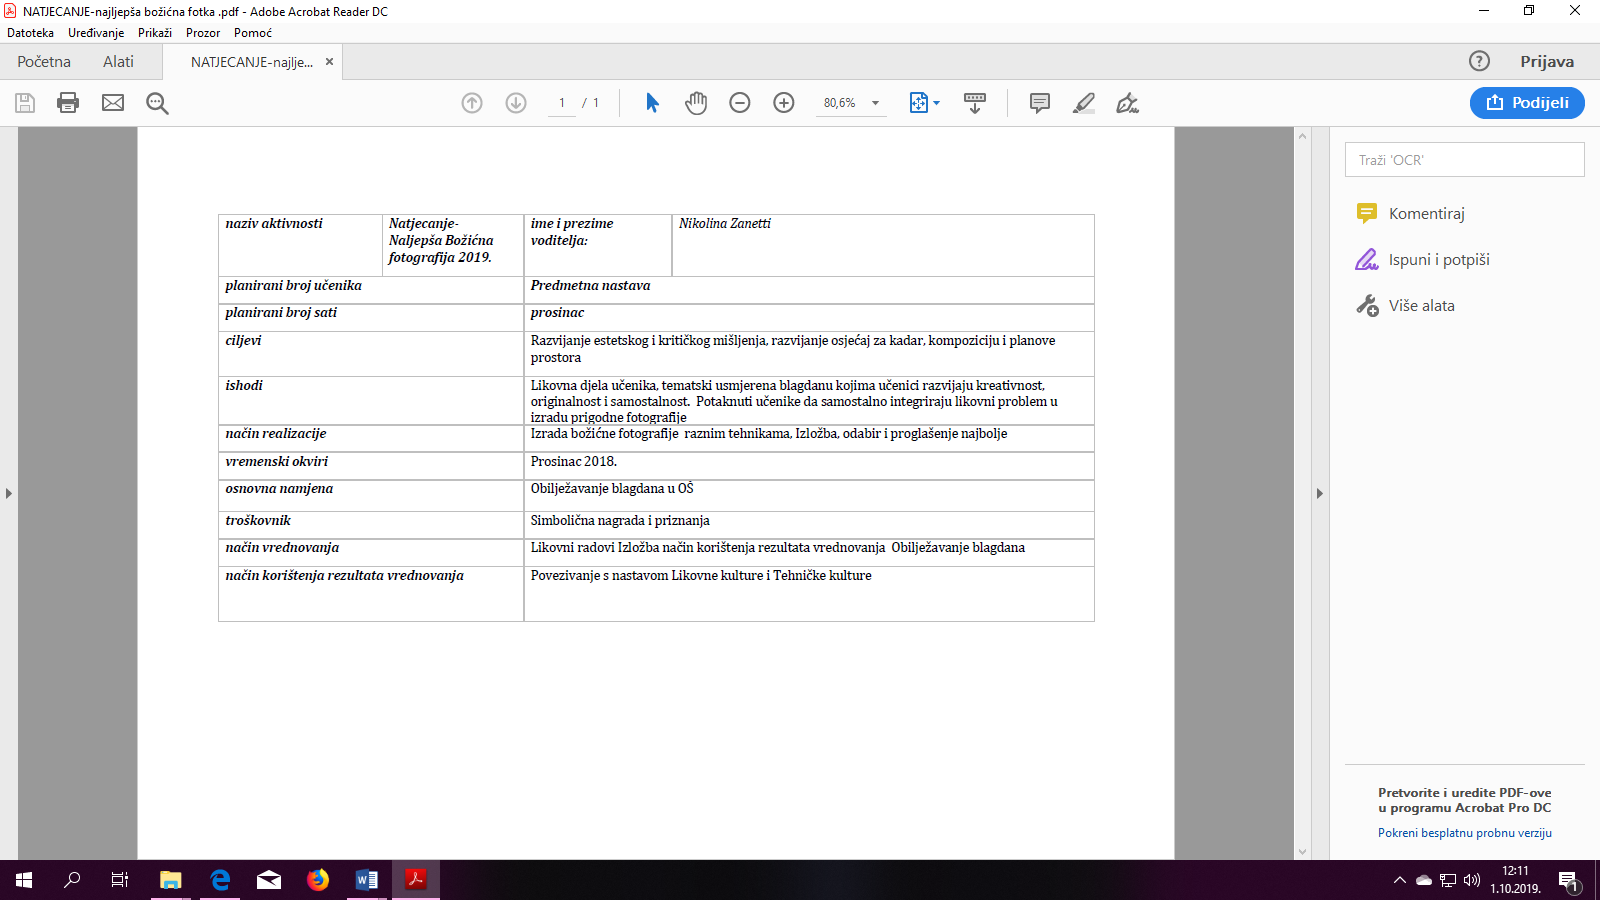 NATJECANJE-najljepša božićna fotka .pdf - Adobe Acrobat Reader DC
Datoteka Uređivanje Prikaži Prozor Pomoć
Početna Alati NATJECANJE-najlje... × Prijava
1 / 1 80,6% Podijeli
Traži 'OCR'
Komentiraj
Ispuni i potpiši
Više alata
naziv aktivnosti Natjecanje- ime i prezime Nikolina Zanetti
Naljepša Božićna voditelja:
fotografija 2019.
planirani broj učenika Predmetna nastava
planirani broj sati prosinac
ciljevi Razvijanje estetskog i kritičkog mišljenja, razvijanje osjećaj za kadar, kompoziciju i planove
prostora
ishodi Likovna djela učenika, tematski usmjerena blagdanu kojima učenici razvijaju kreativnost,
originalnost i samostalnost. Potaknuti učenike da samostalno integriraju likovni problem u
izradu prigodne fotografije
način realizacije Izrada božićne fotografije raznim tehnikama, Izložba, odabir i proglašenje najbolje
vremenski okviri Prosinac 2018.
osnovna namjena Obilježavanje blagdana u OŠ
troškovnik Simbolična nagrada i priznanja
način vrednovanja Likovni radovi Izložba način korištenja rezultata vrednovanja Obilježavanje blagdana
način korištenja rezultata vrednovanja Povezivanje s nastavom Likovne kulture i Tehničke kulture
Pretvorite i uredite PDF-ove
u programu Acrobat Pro DC
Pokreni besplatnu probnu verziju
12:11
1.10.2019.
1